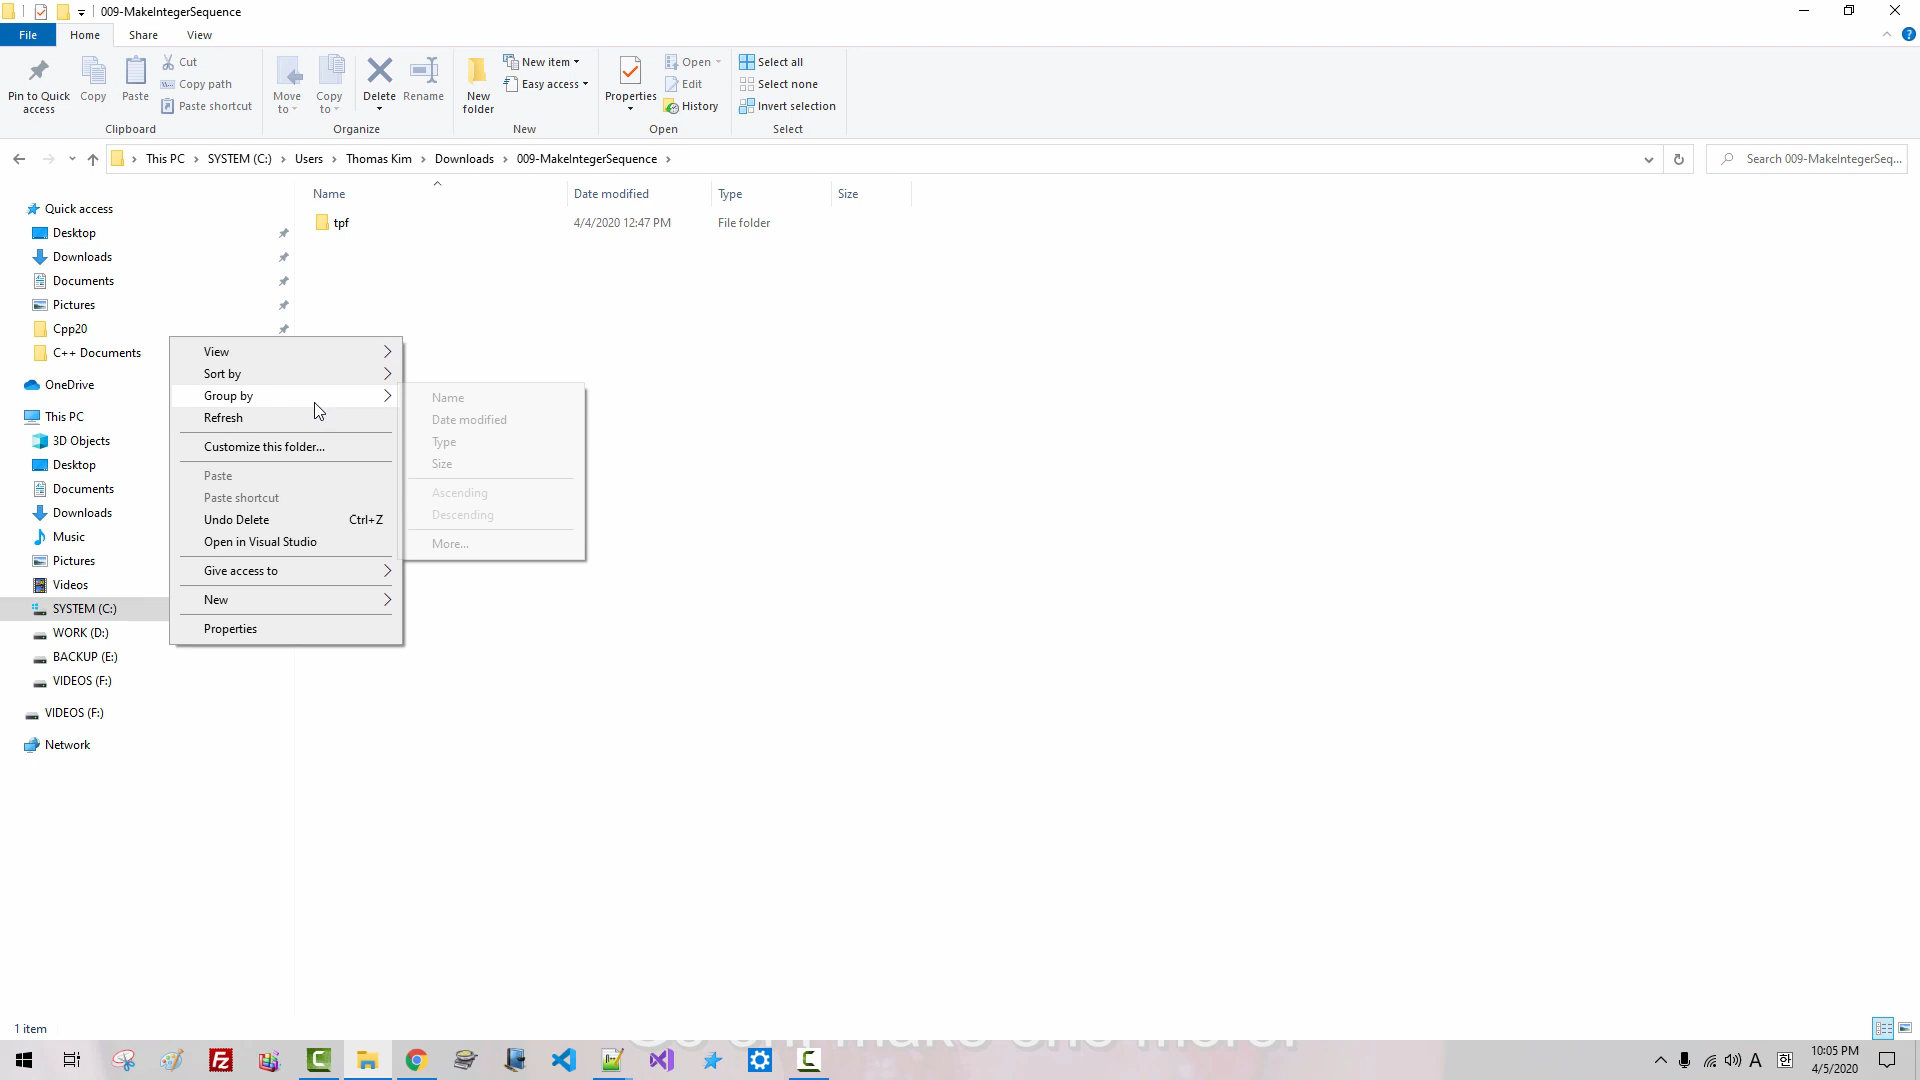 009-MakeIntegerSequence
File Home Share View
Pin to Quick access
Copy
Paste
Cut
Copy path
Paste shortcut
Clipboard
Move to
Copy to
Delete
Rename
Organize
New folder
New item
Easy access
New
Properties
Open
Edit
History
Open
Select all
Select none
Invert selection
Select
This PC SYSTEM (C:) Users Thomas Kim Downloads 009-MakeIntegerSequence
Search 009-MakeIntegerSeq...
Name Date modified Type Size
tpf 4/4/2020 12:47 PM File folder
Quick access
Desktop
Downloads
Documents
Pictures
Cpp20
C++ Documents
OneDrive
This PC
3D Objects
Desktop
Documents
Downloads
Music
Pictures
Videos
SYSTEM (C:)
WORK (D:)
BACKUP (E:)
VIDEOS (F:)
VIDEOS (F:)
Network
View
Sort by
Group by
Refresh
Customize this folder...
Paste
Paste shortcut
Undo Delete Ctrl+Z
Open in Visual Studio
Give access to
New
Properties
Name
Date modified
Type
Size
Ascending
Descending
More...
1 item
A 한
10:05 PM
4/5/2020